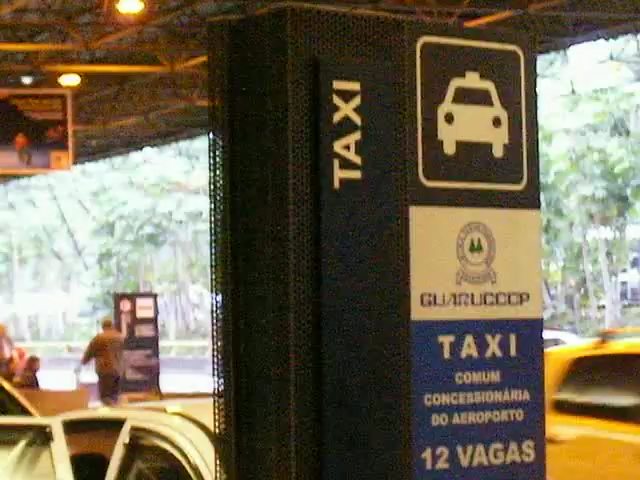 TAXI
GUARUCOOP
TAXI
COMUM
CONCESSIONÁRIA
DO AEROPORTO
12 VAGAS